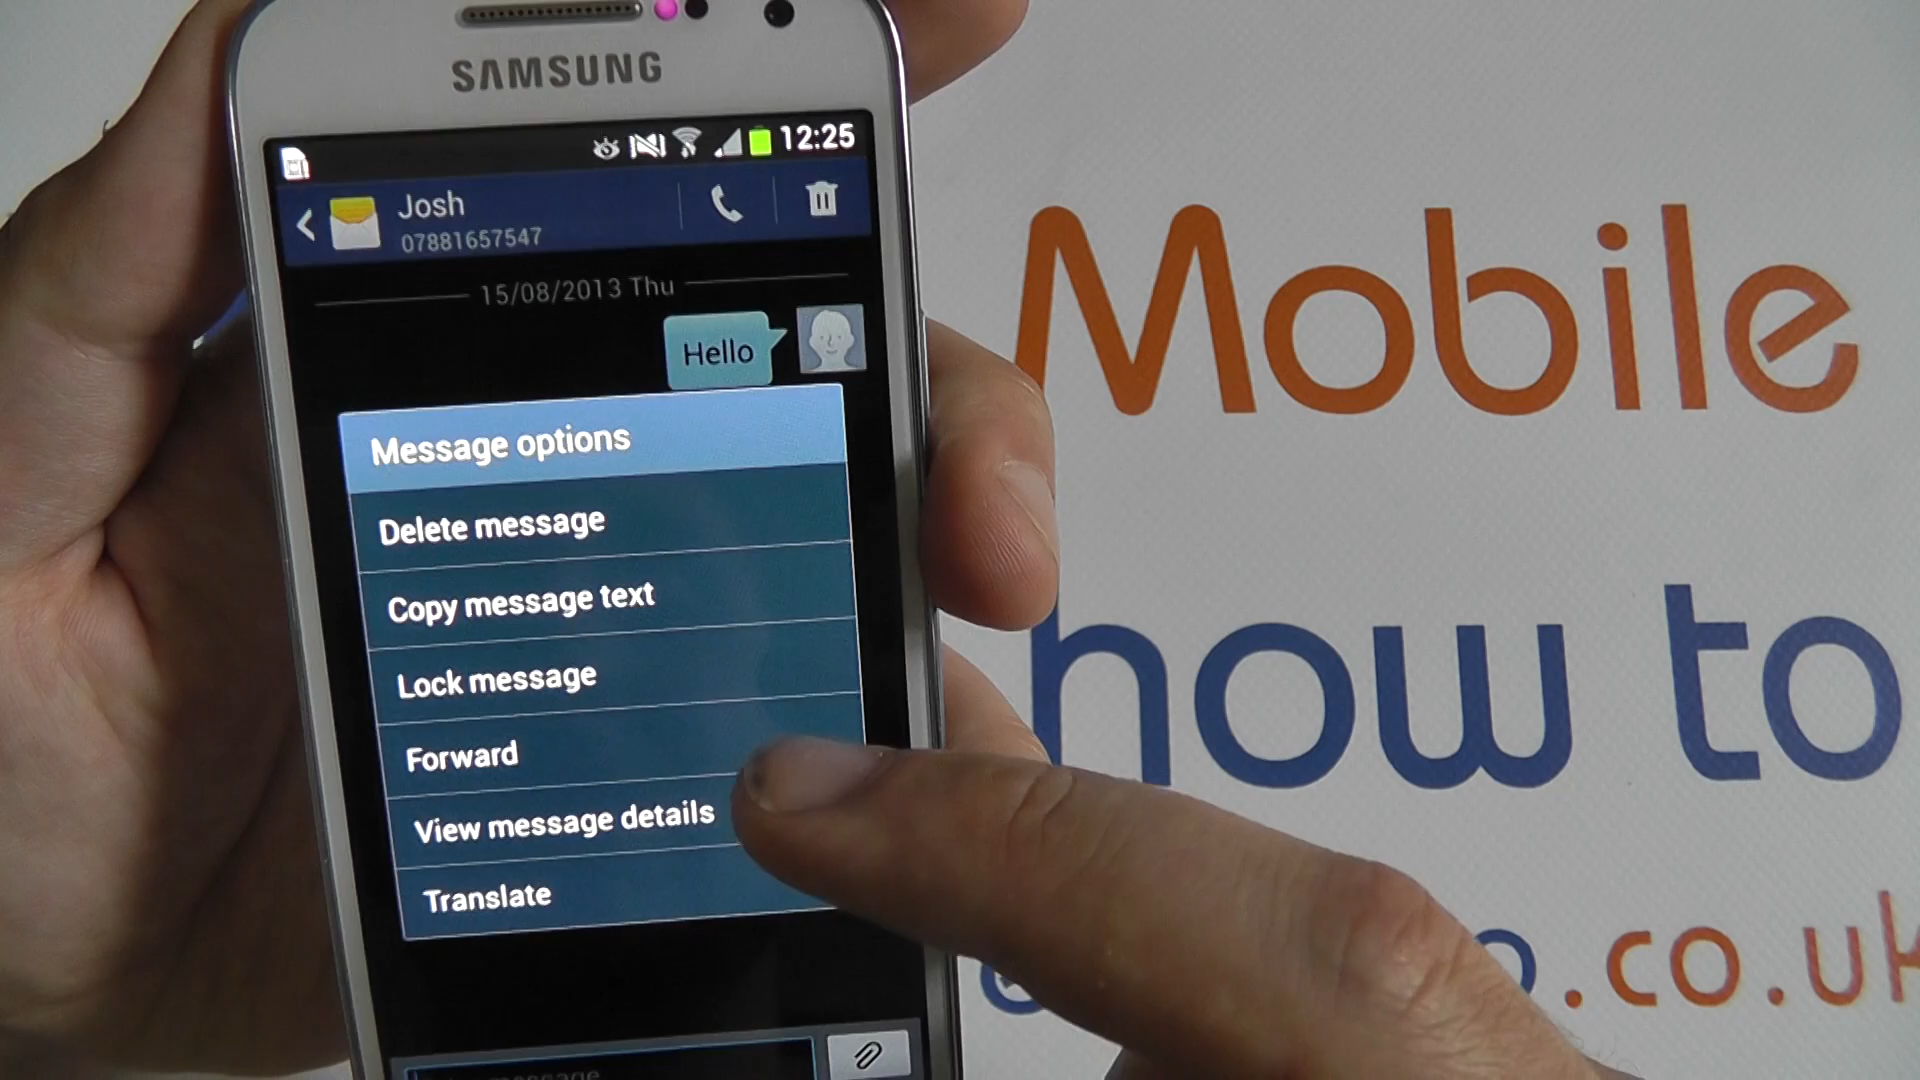 SAMSUNG
12:25
Josh
07881657547
15/08/2013 Thu
Hello
Message options
Delete message
Copy message text
Lock message
Forward
View message details
Translate
Mobile
how to
.co.uk